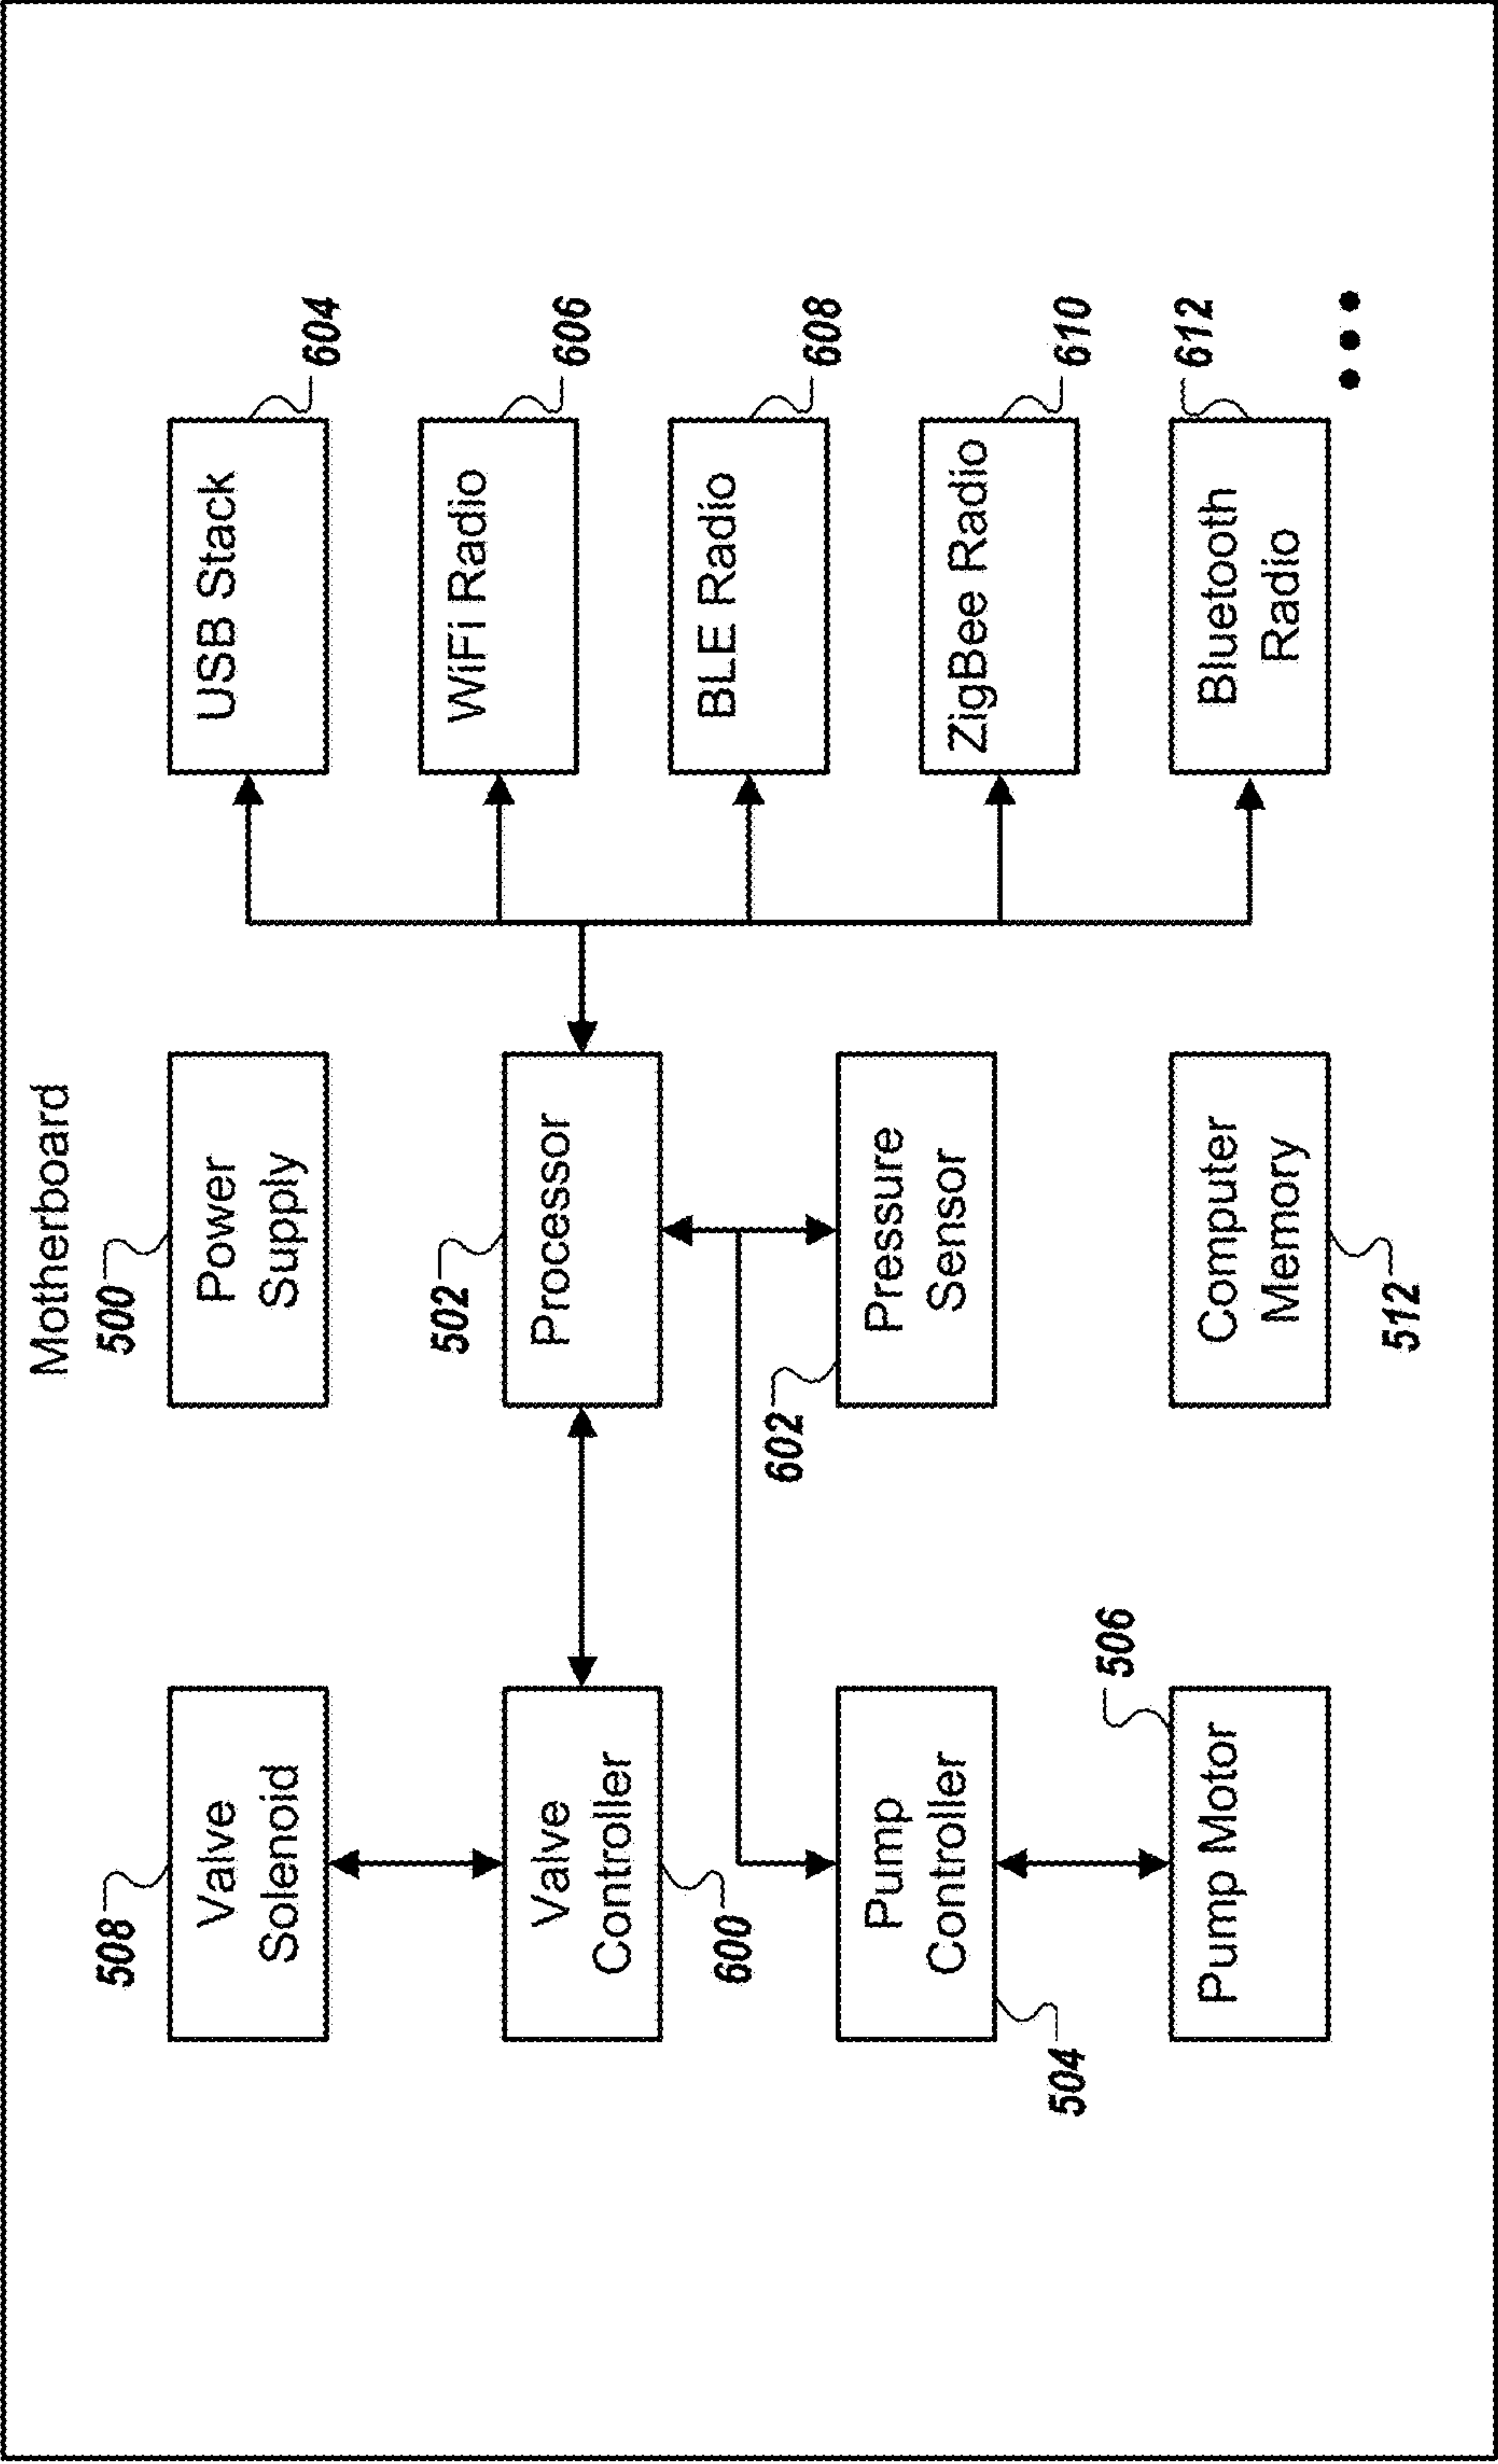 Motherboard
508
Valve
Solenoid
500
Power
Supply
USB Stack
604
WiFi Radio
606
Valve
Controller
600
502
Processor
BLE Radio
608
Pump
Controller
504
602
Pressure
Sensor
ZigBee Radio
610
Pump Motor
506
Computer
Memory
512
Bluetooth
Radio
612